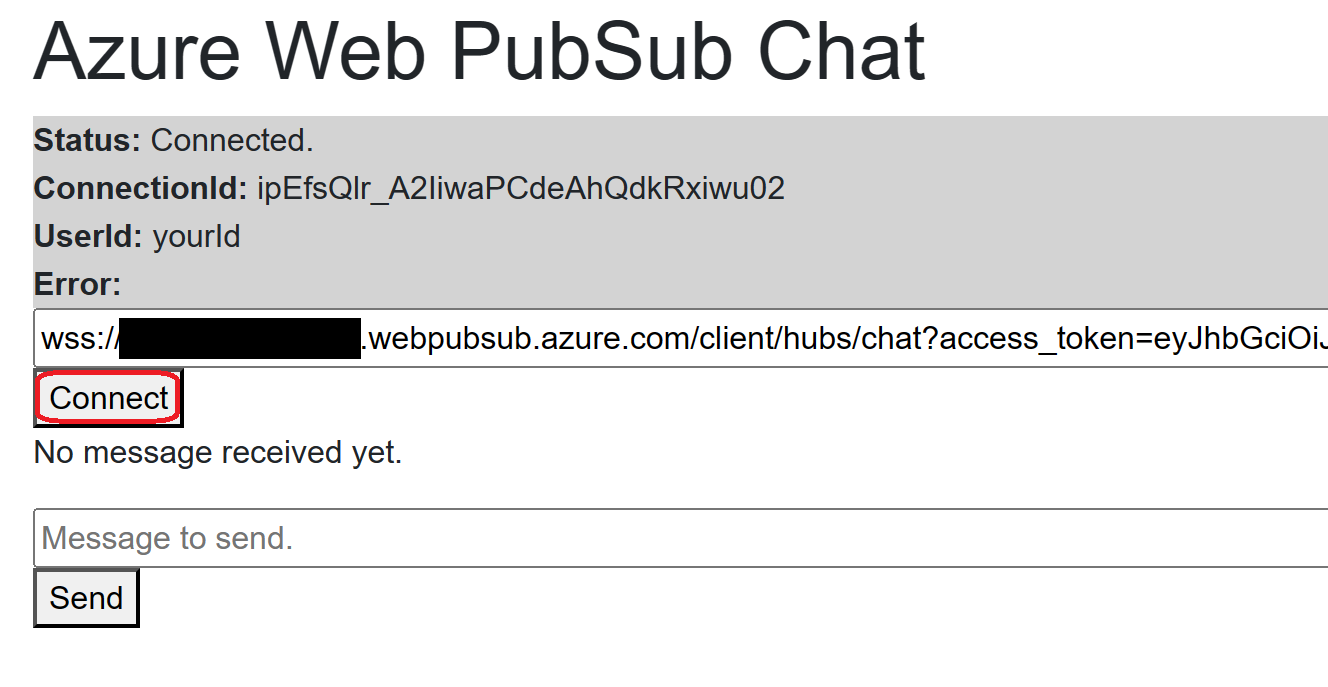 Azure Web PubSub Chat
Status: Connected.
ConnectionId: ipEfsQlr_A2IiwaPCdeAhQdkRxiwu02
UserId: yourId
Error:
wss://.webpubsub.azure.com/client/hubs/chat?access_token=eyJhbGciOiJ
Connect
No message received yet.
Message to send.
Send